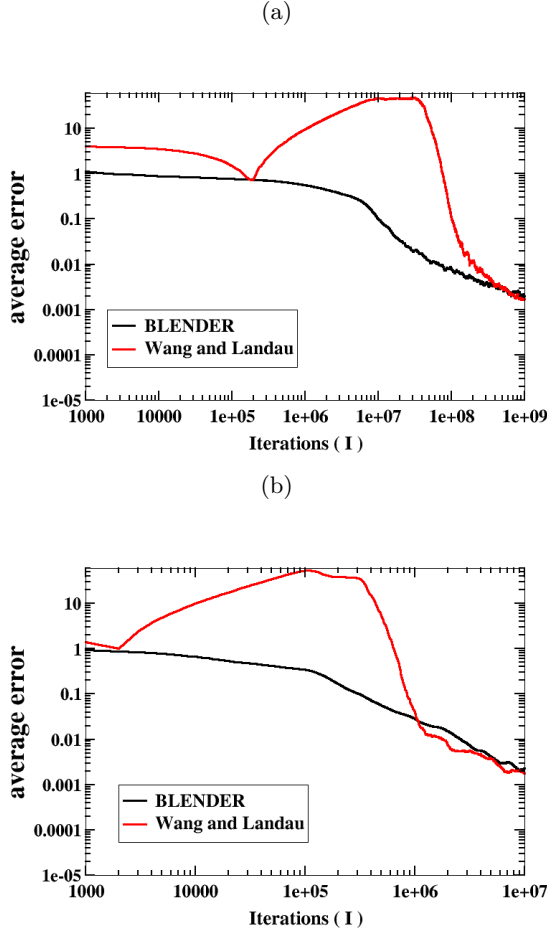 (a)
average error
10
1
0.1
0.01
0.001
0.0001
1e-05
BLENDER
Wang and Landau
1000 10000 1e+05 1e+06 1e+07 1e+08 1e+09
Iterations ( I )
(b)
average error
10
1
0.1
0.01
0.001
0.0001
1e-05
BLENDER
Wang and Landau
1000 10000 1e+05 1e+06 1e+07
Iterations ( I )